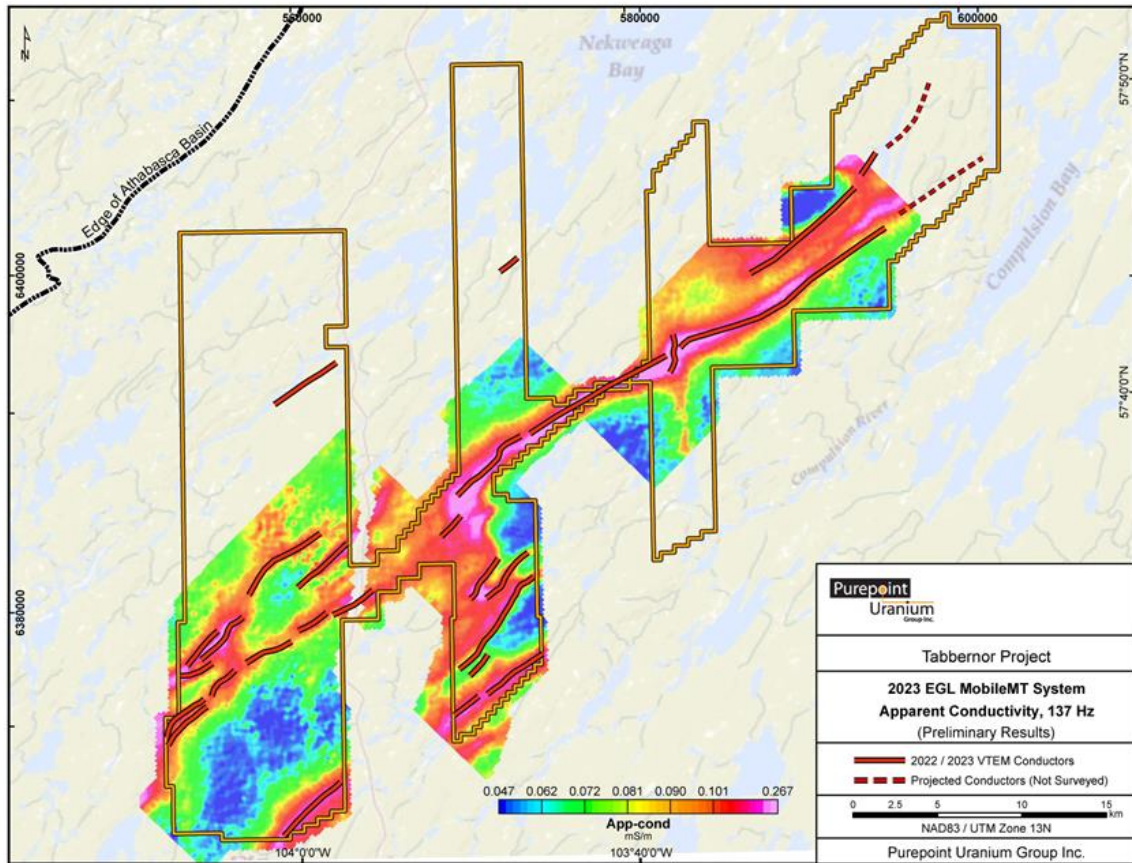 560000
580000
600000
N
Nekweaga
Bay
57°50'0"N
Edge of Athabasca Basin
Compulsion Bay
6400000
57°40'0"N
Compulsion River
6380000
Purepoint
Uranium
Group Inc.
Tabbernor Project
2023 EGL MobileMT System
Apparent Conductivity, 137 Hz
(Preliminary Results)
2022 / 2023 VTEM Conductors
Projected Conductors (Not Surveyed)
0 2.5 5 10 15
km
NAD83 / UTM Zone 13N
Purepoint Uranium Group Inc.
0.047 0.062 0.072 0.081 0.090 0.101 0.267
App-cond
mS/m
104°0'0"W
103°40'0"W